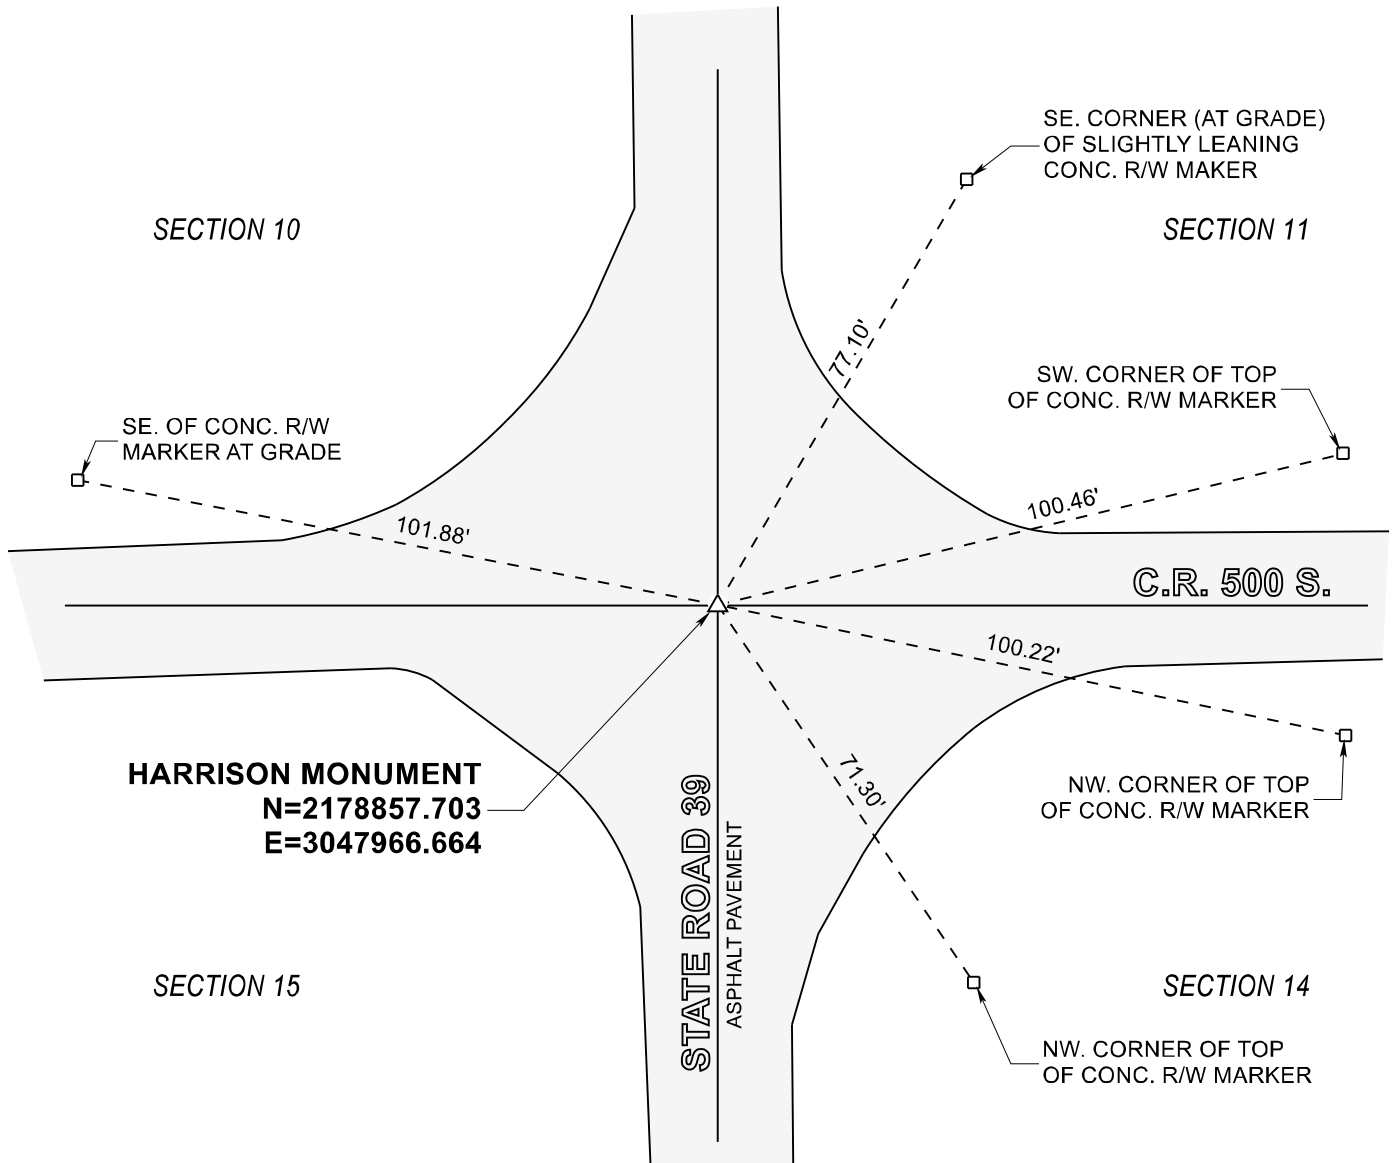 SE. CORNER (AT GRADE)
OF SLIGHTLY LEANING
CONC. R/W MAKER
SECTION 10
SECTION 11
77.10'
SW. CORNER OF TOP
OF CONC. R/W MARKER
SE. OF CONC. R/W
MARKER AT GRADE
100.46'
101.88'
C.R. 500 S.
100.22'
HARRISON MONUMENT
N=2178857.703
E=3047966.664
71.30'
NW. CORNER OF TOP
OF CONC. R/W MARKER
STATE ROAD 39
ASPHALT PAVEMENT
SECTION 15
SECTION 14
NW. CORNER OF TOP
OF CONC. R/W MARKER